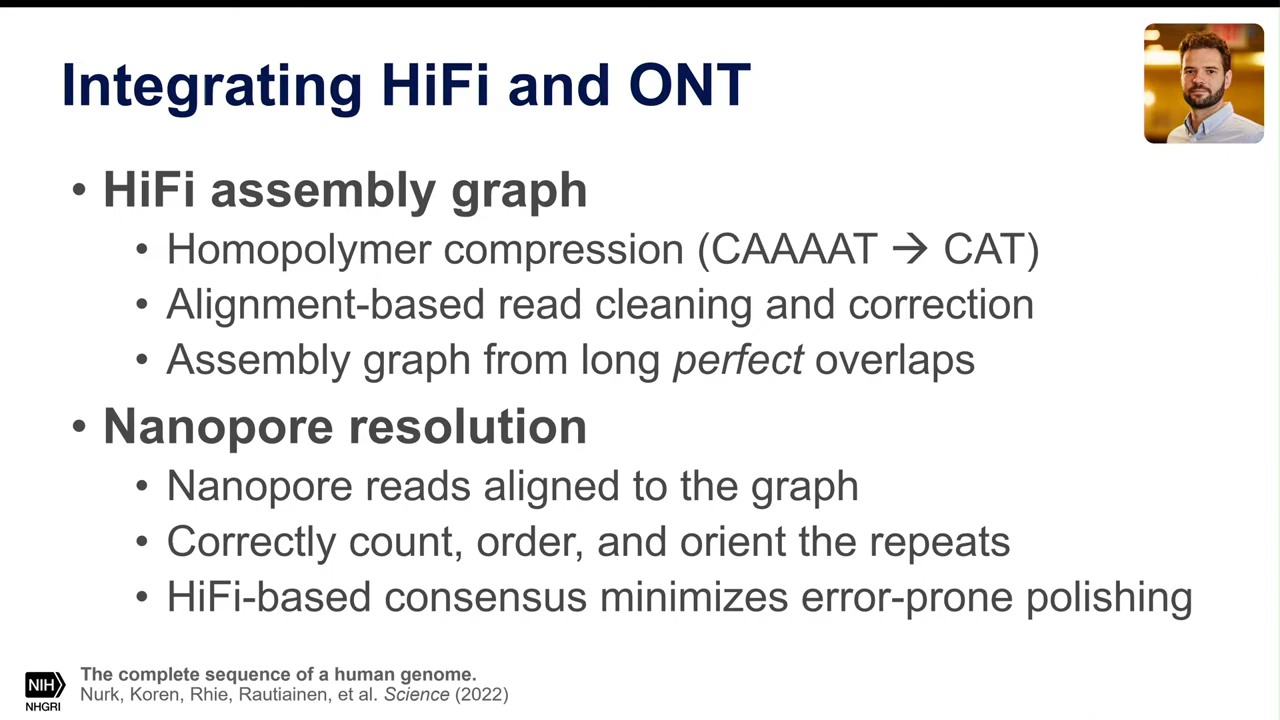 Integrating HiFi and ONT
• HiFi assembly graph
• Homopolymer compression (CAAAAT → CAT)
• Alignment-based read cleaning and correction
• Assembly graph from long perfect overlaps
• Nanopore resolution
• Nanopore reads aligned to the graph
• Correctly count, order, and orient the repeats
• HiFi-based consensus minimizes error-prone polishing
The complete sequence of a human genome.
Nurk, Koren, Rhie, Rautiainen, et al. Science (2022)
NIH
NHGRI